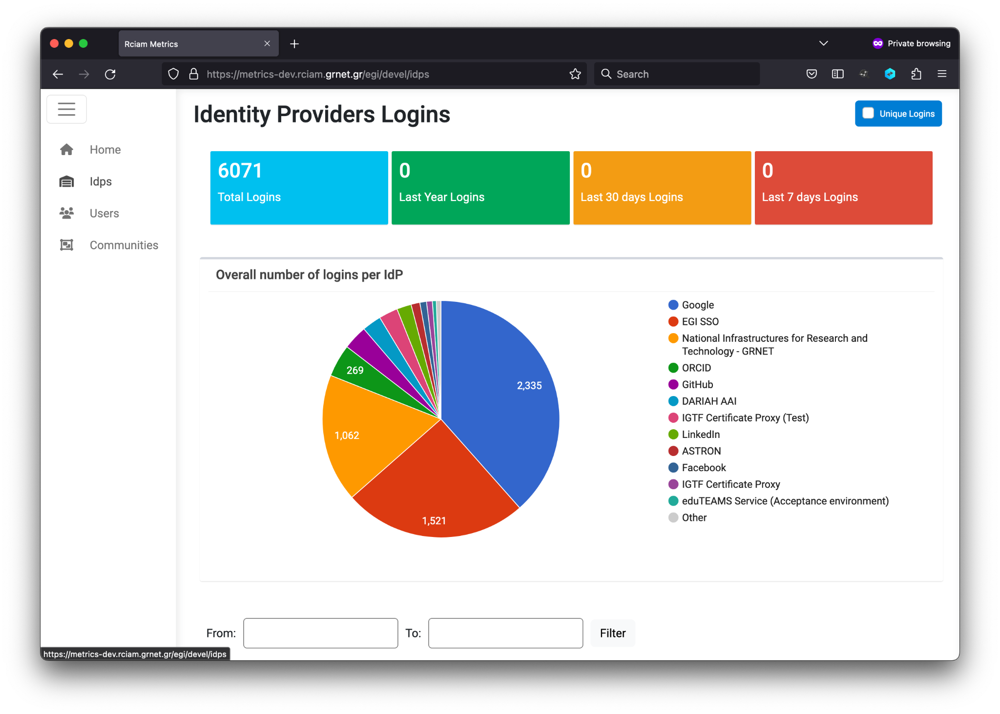 Rciam Metrics
Private browsing
https://metrics-dev.rciam.grnet.gr/egi/devel/idps
Search
Identity Providers Logins
Unique Logins
Home
Idps
Users
Communities
6071
Total Logins
0
Last Year Logins
0
Last 30 days Logins
0
Last 7 days Logins
Overall number of logins per IdP
2,335
1,521
1,062
269
Google
EGI SSO
National Infrastructures for Research and
Technology - GRNET
ORCID
GitHub
DARIAH AAI
IGTF Certificate Proxy (Test)
LinkedIn
ASTRON
Facebook
IGTF Certificate Proxy
eduTEAMS Service (Acceptance environment)
Other
From:
To:
Filter
https://metrics-dev.rciam.grnet.gr/egi/devel/idps